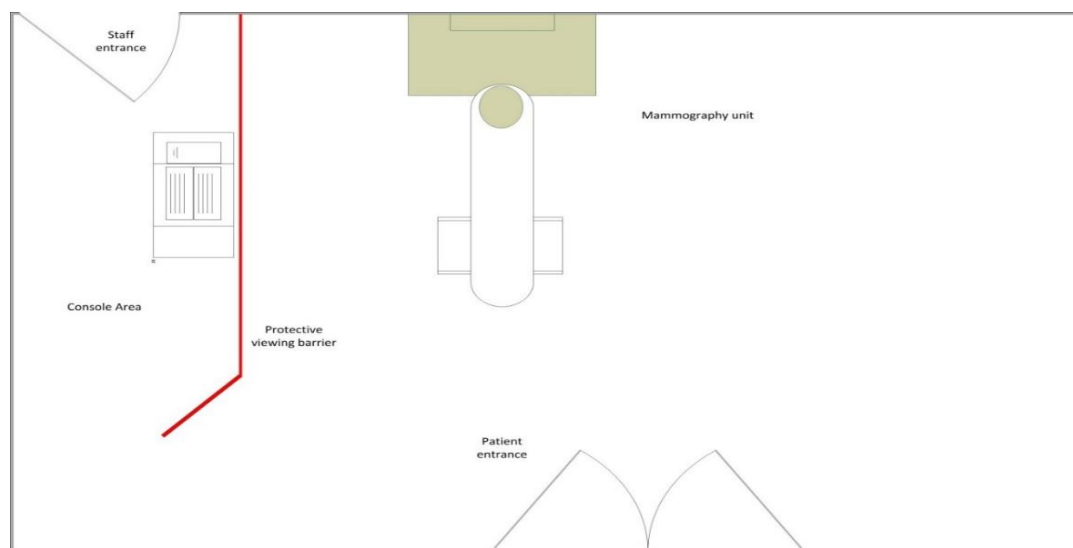 Staff
entrance
Mammography unit
Console Area
Protective
viewing barrier
Patient
entrance